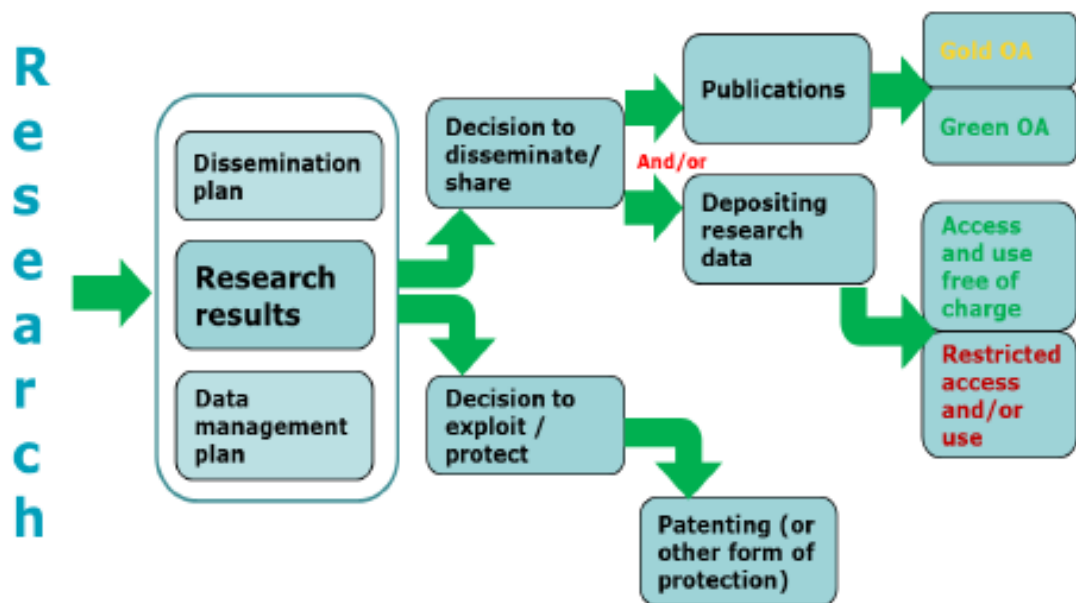 Research
Dissemination
plan
Research
results
Data
management
plan
Decision to
disseminate/
share
And/or
Decision to
exploit /
protect
Publications
Depositing
research
data
Patenting (or
other form of
protection)
Gold OA
Green OA
Access
and use
free of
charge
Restricted
access
and/or
use